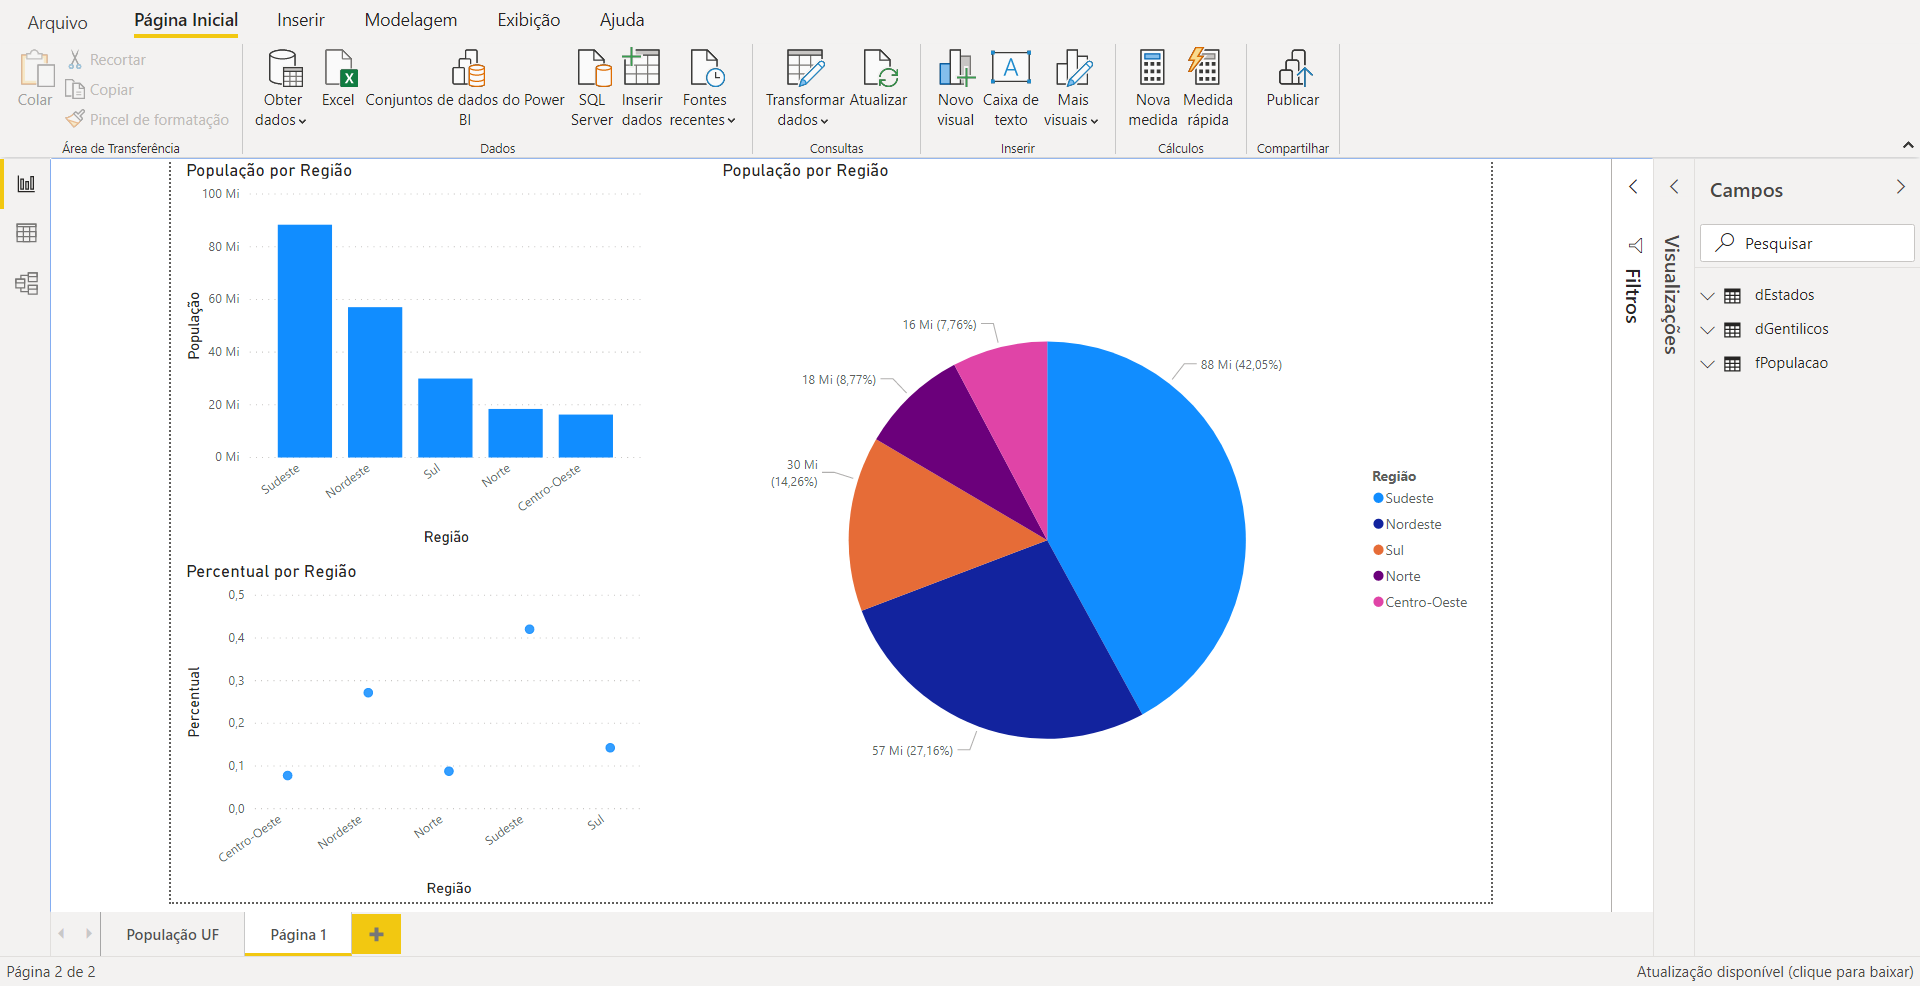 Arquivo
Página Inicial
Inserir
Modelagem
Exibição
Ajuda
Colar
Recortar
Copiar
Pincel de formatação
Área de Transferência
Obter
dados
Excel
Conjuntos de dados do Power
BI
SQL
Server
Inserir
dados
Fontes
recentes
Dados
Transformar
dados
Atualizar
Consultas
Novo
visual
Caixa de
texto
Mais
visuais
Inserir
Nova
medida
Medida
rápida
Cálculos
Publicar
Compartilhar
População por Região
100 Mi
80 Mi
60 Mi
40 Mi
20 Mi
0 Mi
População
Sudeste
Nordeste
Sul
Norte
Centro-Oeste
Região
Percentual por Região
0,5
0,4
0,3
0,2
0,1
0,0
Percentual
Centro-Oeste
Nordeste
Norte
Sudeste
Sul
Região
População por Região
16 Mi (7,76%)
88 Mi (42,05%)
18 Mi (8,77%)
30 Mi
(14,26%)
57 Mi (27,16%)
Região
Sudeste
Nordeste
Sul
Norte
Centro-Oeste
Filtros
Visualizações
Campos
Pesquisar
dEstados
dGentilicos
fPopulacao
População UF
Página 1
Página 2 de 2
Atualização disponível (clique para baixar)